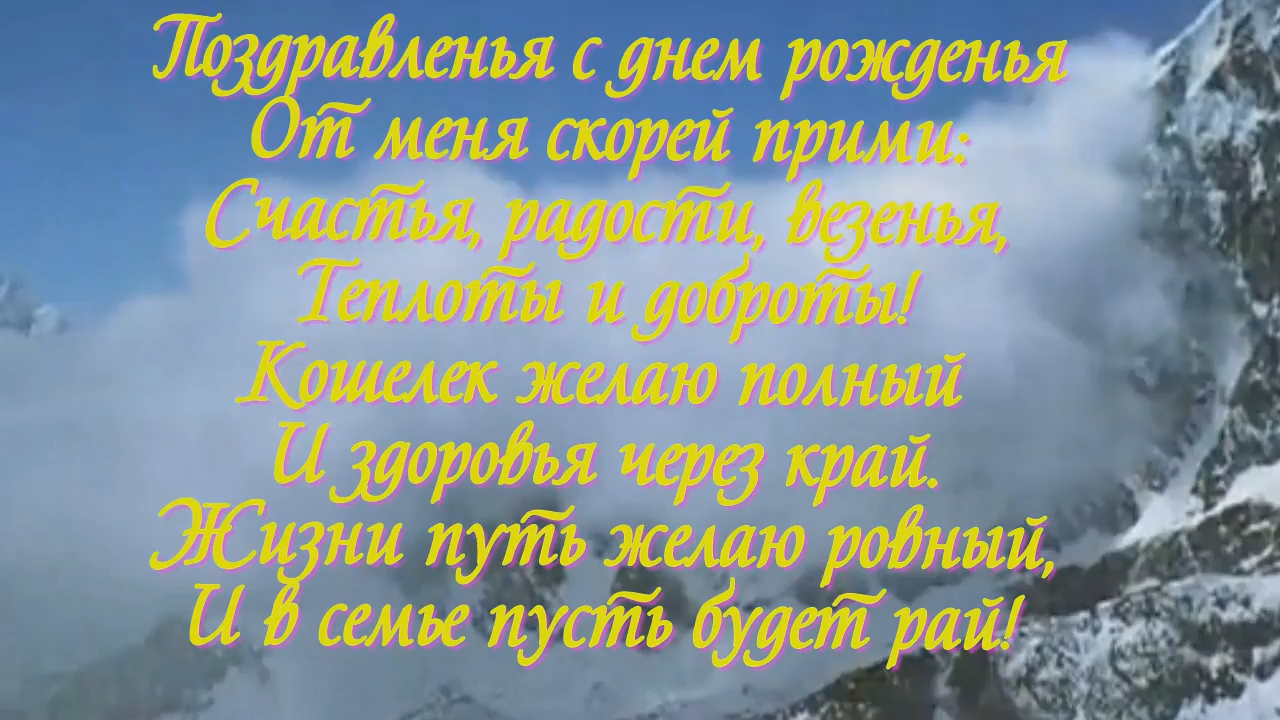 Поздравленья с днем рожденья
От меня скорей прими:
Счастья, радости, везенья,
Теплоты и доброты!
Кошелек желаю полный
И здоровья через край.
Жизни путь желаю ровный,
И в семье пусть будет рай!